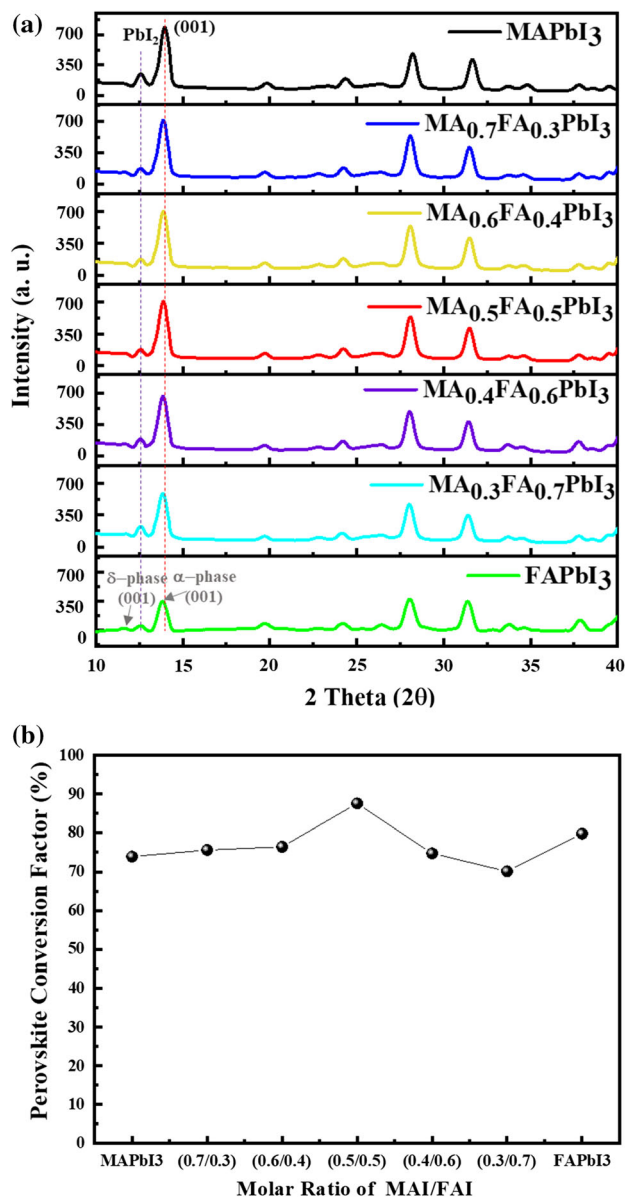 (a)
Intensity (a. u.)
PbI2
(001)
MAPbI3
700
350
0
MA0.7FA0.3PbI3
700
350
0
MA0.6FA0.4PbI3
700
350
0
MA0.5FA0.5PbI3
700
350
0
MA0.4FA0.6PbI3
700
350
0
MA0.3FA0.7PbI3
700
350
0
FAPbI3
700
350
0
δ−phase
(001)
α−phase
(001)
10 15 20 25 30 35 40
2 Theta (2θ)
(b)
Perovskite Conversion Factor (%)
100
90
80
70
60
50
40
30
20
10
0
MAPbI3 (0.7/0.3) (0.6/0.4) (0.5/0.5) (0.4/0.6) (0.3/0.7) FAPbI3
Molar Ratio of MAI/FAI